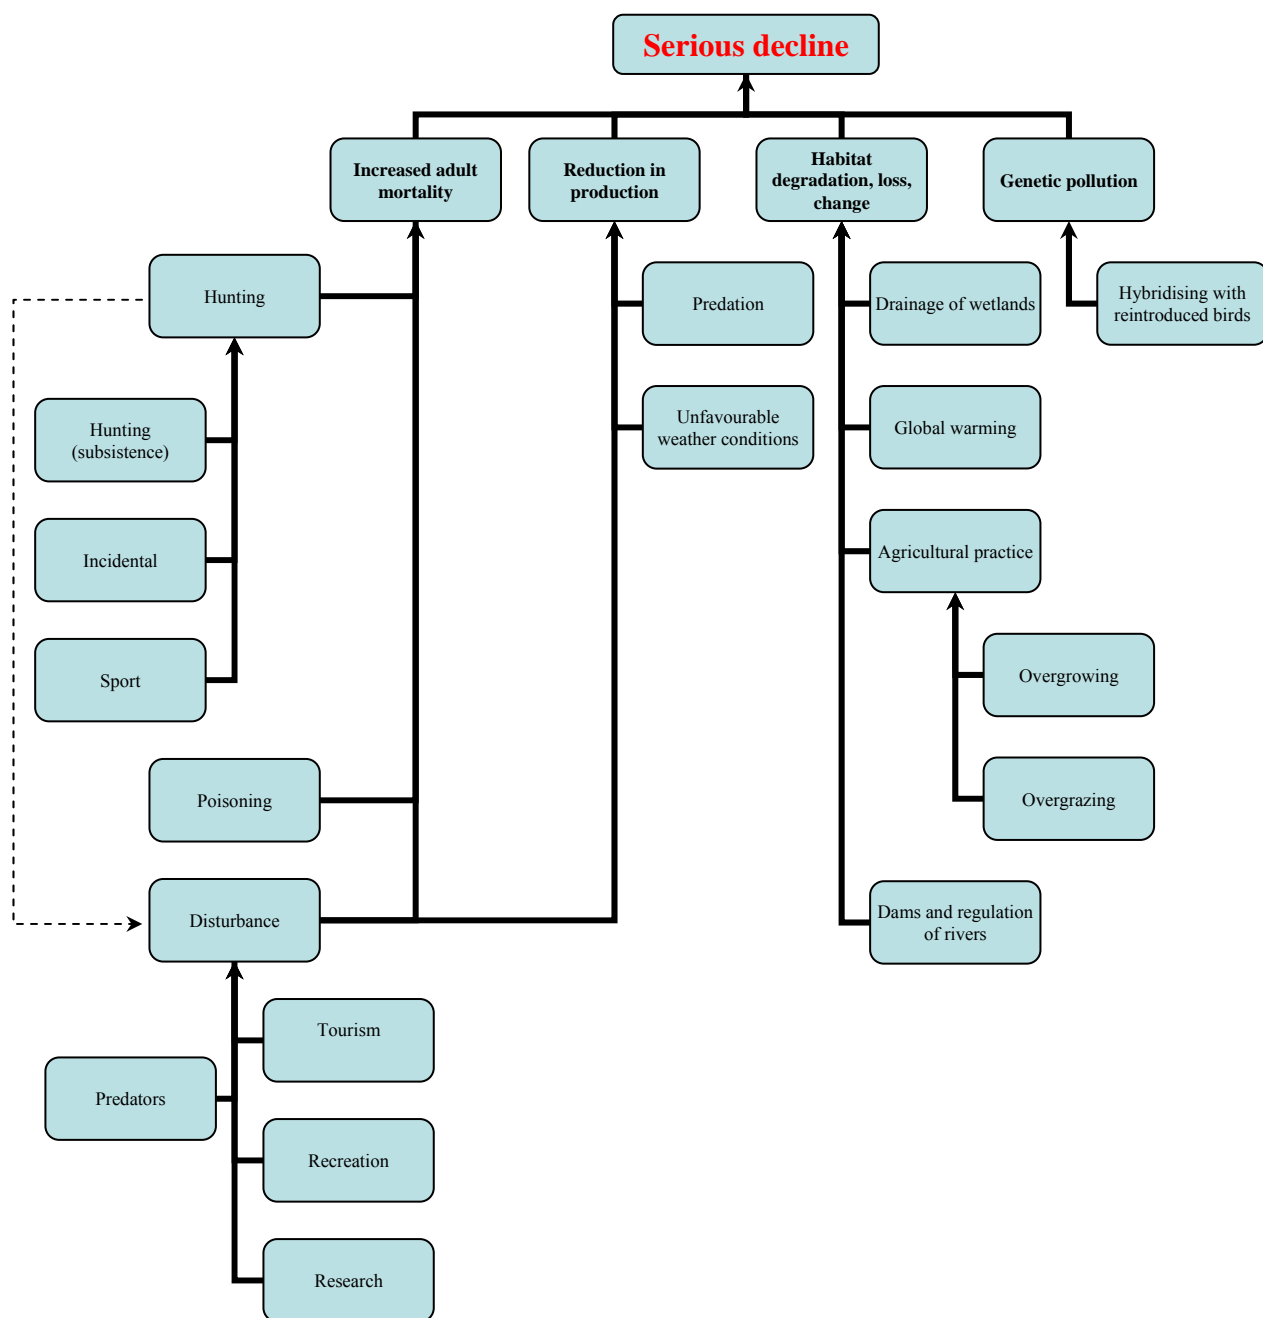 Serious decline
Increased adult
mortality
Reduction in
production
Habitat
degradation, loss,
change
Genetic pollution
Hunting
Predation
Drainage of wetlands
Hybridising with
reintroduced birds
Hunting
(subsistence)
Unfavourable
weather conditions
Global warming
Incidental
Agricultural practice
Sport
Overgrowing
Poisoning
Overgrazing
Disturbance
Dams and regulation
of rivers
Tourism
Predators
Recreation
Research